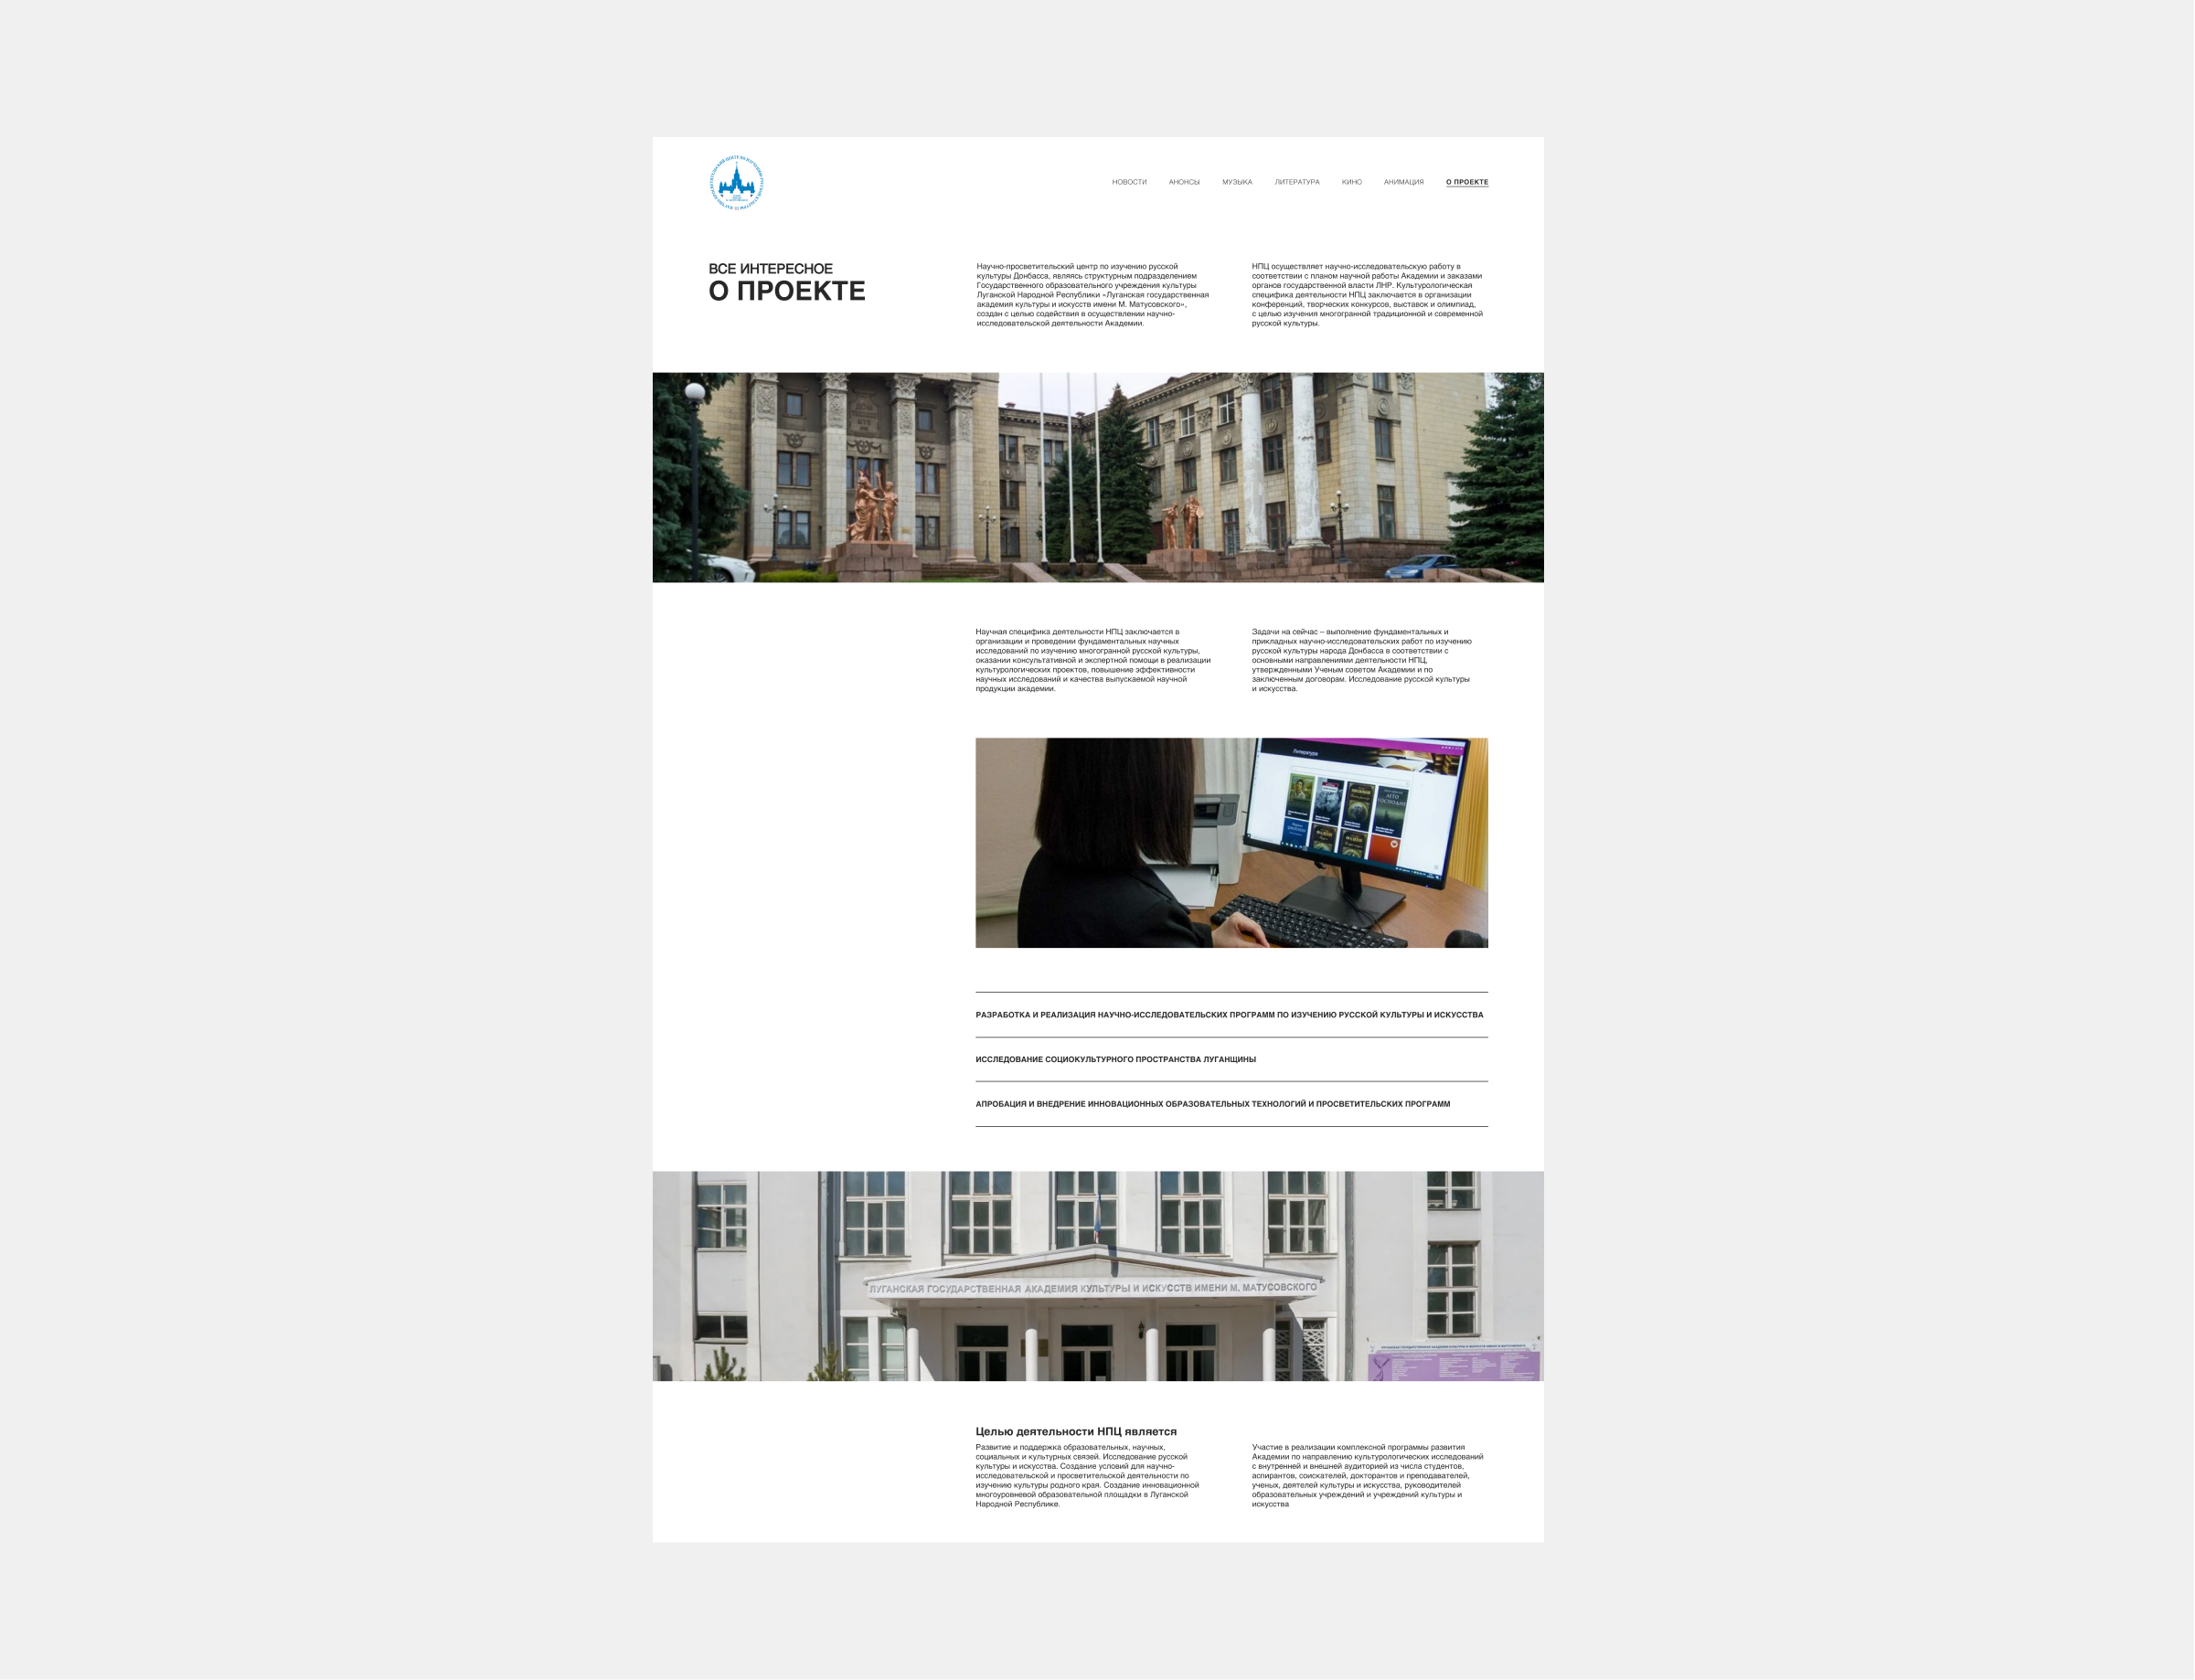 НОВОСТИ АНОНСЫ МУЗЫКА ЛИТЕРАТУРА КИНО АНИМАЦИЯ О ПРОЕКТЕ
ВСЕ ИНТЕРЕСНОЕ
О ПРОЕКТЕ
Научно-просветительский центр по изучению русской
культуры Донбасса, являясь структурным подразделением
Государственного образовательного учреждения культуры
Луганской Народной Республики «Луганская государственная
академия культуры и искусств имени М. Матусовского»,
создан с целью содействия в осуществлении научно-
исследовательской деятельности Академии.
НПЦ осуществляет научно-исследовательскую работу в
соответствии с планом научной работы Академии и заказами
органов государственной власти ЛНР. Культурологическая
специфика деятельности НПЦ заключается в организации
конференций, творческих конкурсов, выставок и олимпиад,
с целью изучения многогранной традиционной и современной
русской культуры.
Научная специфика деятельности НПЦ заключается в
организации и проведении фундаментальных научных
исследований по изучению многогранной русской культуры,
оказании консультативной и экспертной помощи в реализации
культурологических проектов, повышение эффективности
научных исследований и качества выпускаемой научной
продукции академии.
Задачи на сейчас – выполнение фундаментальных и
прикладных научно-исследовательских работ по изучению
русской культуры народа Донбасса в соответствии с
основными направлениями деятельности НПЦ,
утвержденными Ученым советом Академии и по
заключенным договорам. Исследование русской культуры
и искусства.
Литература
ЛЕТО
ГОСПОДНЕ
РАЗРАБОТКА И РЕАЛИЗАЦИЯ НАУЧНО-ИССЛЕДОВАТЕЛЬСКИХ ПРОГРАММ ПО ИЗУЧЕНИЮ РУССКОЙ КУЛЬТУРЫ И ИСКУССТВА
ИССЛЕДОВАНИЕ СОЦИОКУЛЬТУРНОГО ПРОСТРАНСТВА ЛУГАНЩИНЫ
АПРОБАЦИЯ И ВНЕДРЕНИЕ ИННОВАЦИОННЫХ ОБРАЗОВАТЕЛЬНЫХ ТЕХНОЛОГИЙ И ПРОСВЕТИТЕЛЬСКИХ ПРОГРАММ
ЛУГАНСКАЯ ГОСУДАРСТВЕННАЯ АКАДЕМИЯ КУЛЬТУРЫ И ИСКУССТВ ИМЕНИ М. МАТУСОВСКОГО
Целью деятельности НПЦ является
Развитие и поддержка образовательных, научных,
социальных и культурных связей. Исследование русской
культуры и искусства. Создание условий для научно-
исследовательской и просветительской деятельности по
изучению культуры родного края. Создание инновационной
многоуровневой образовательной площадки в Луганской
Народной Республике.
Участие в реализации комплексной программы развития
Академии по направлению культурологических исследований
с внутренней и внешней аудиторией из числа студентов,
аспирантов, соискателей, докторантов и преподавателей,
ученых, деятелей культуры и искусства, руководителей
образовательных учреждений и учреждений культуры и
искусства